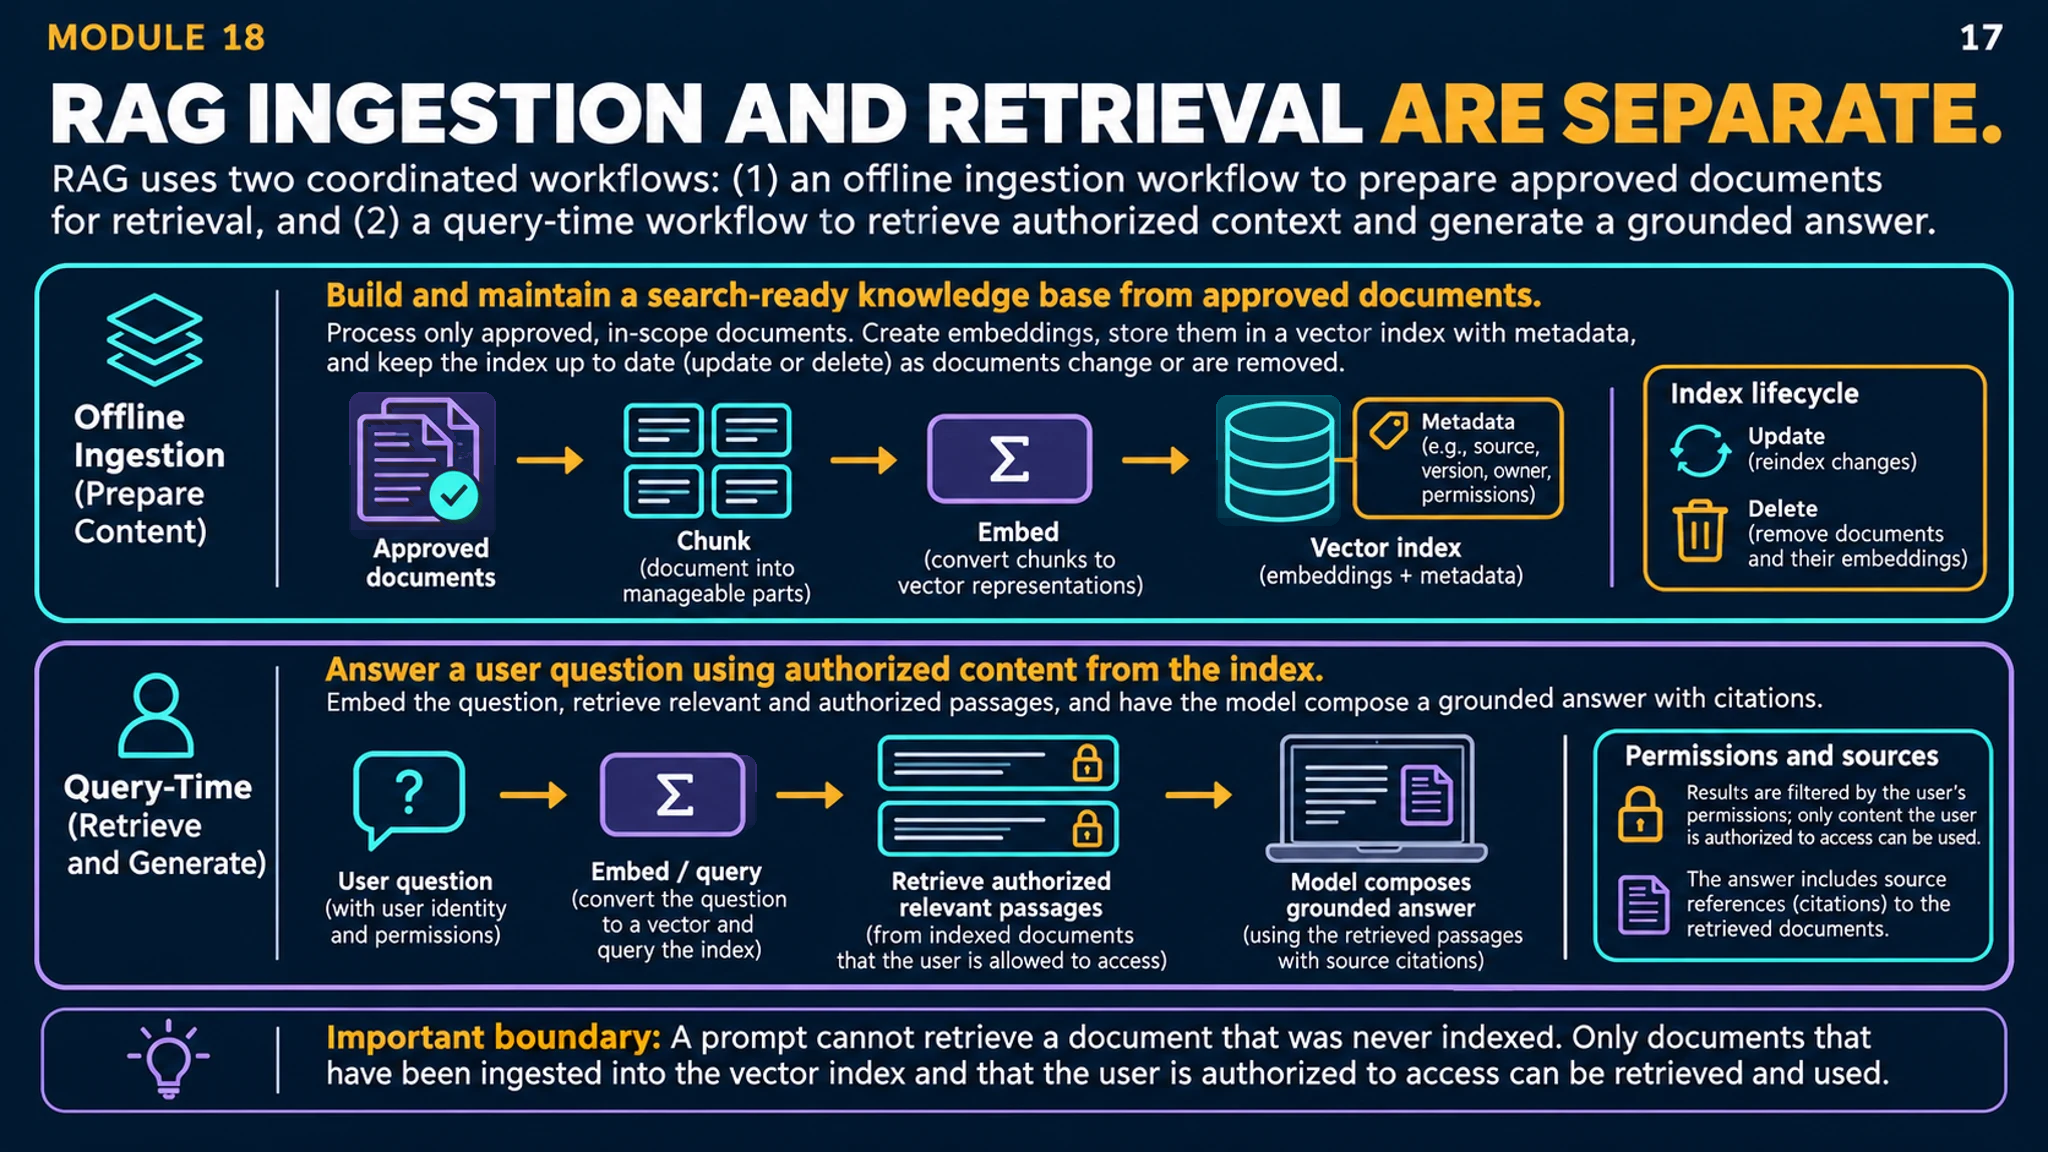 MODULE 18
17
RAG INGESTION AND RETRIEVAL ARE SEPARATE.
RAG uses two coordinated workflows: (1) an offline ingestion workflow to prepare approved documents
for retrieval, and (2) a query-time workflow to retrieve authorized context and generate a grounded answer.
Offline
Ingestion
(Prepare
Content)
Build and maintain a search-ready knowledge base from approved documents.
Process only approved, in-scope documents. Create embeddings, store them in a vector index with metadata,
and keep the index up to date (update or delete) as documents change or are removed.
Approved
documents
Chunk
(document into
manageable parts)
Σ
Embed
(convert chunks to
vector representations)
Metadata
(e.g., source,
version, owner,
permissions)
Vector index
(embeddings + metadata)
Index lifecycle
Update
(reindex changes)
Delete
(remove documents
and their embeddings)
Query-Time
(Retrieve
and Generate)
Answer a user question using authorized content from the index.
Embed the question, retrieve relevant and authorized passages, and have the model compose a grounded answer with citations.
?
User question
(with user identity
and permissions)
Σ
Embed / query
(convert the question
to a vector and
query the index)
Retrieve authorized
relevant passages
(from indexed documents
that the user is allowed to access)
Model composes
grounded answer
(using the retrieved passages
with source citations)
Permissions and sources
Results are filtered by the user's
permissions; only content the user
is authorized to access can be used.
The answer includes source
references (citations) to the
retrieved documents.
Important boundary: A prompt cannot retrieve a document that was never indexed. Only documents that
have been ingested into the vector index and that the user is authorized to access can be retrieved and used.